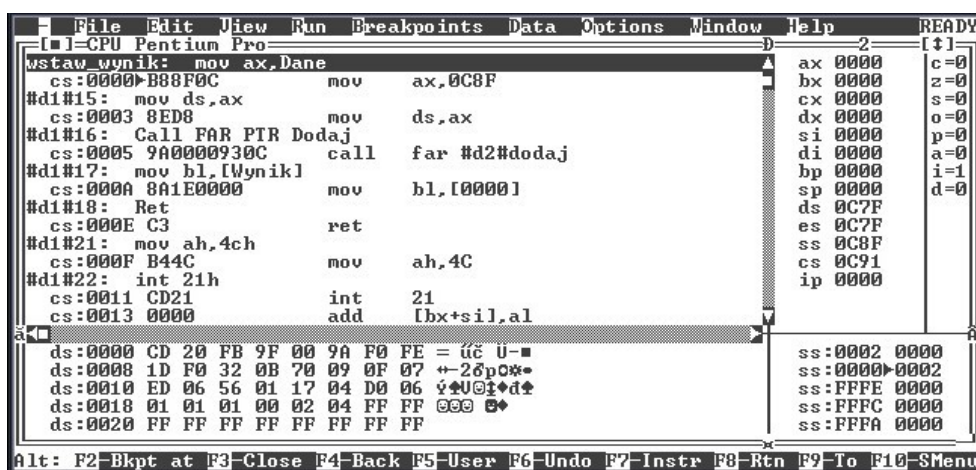 ≡ File Edit View Run Breakpoints Data Options Window Help READY
[■]=CPU Pentium Pro 2 [↕]
wstaw_wynik: mov ax,Dane
cs:0000►B88F0C mov ax,0C8F
#d1#15: mov ds,ax
cs:0003 8ED8 mov ds,ax
#d1#16: Call FAR PTR Dodaj
cs:0005 9A0000930C call far #d2#dodaj
#d1#17: mov bl,[Wynik]
cs:000A 8A1E0000 mov bl,[0000]
#d1#18: Ret
cs:000E C3 ret
#d1#21: mov ah,4ch
cs:000F B44C mov ah,4C
#d1#22: int 21h
cs:0011 CD21 int 21
cs:0013 0000 add [bx+si],al
ax 0000 c=0
bx 0000 z=0
cx 0000 s=0
dx 0000 o=0
si 0000 p=0
di 0000 a=0
bp 0000 i=1
sp 0000 d=0
ds 0C7F
es 0C7F
ss 0C8F
cs 0C91
ip 0000
ds:0000 CD 20 FB 9F 00 9A F0 FE = űč Ü-■
ds:0008 1D F0 32 0B 70 09 0F 07
ds:0010 ED 06 56 01 17 04 D0 06
ds:0018 01 01 01 00 02 04 FF FF
ds:0020 FF FF FF FF FF FF FF FF
ss:0002 0000
ss:0000►0002
ss:FFFE 0000
ss:FFFC 0000
ss:FFFA 0000
Alt: F2-Bkpt at F3-Close F4-Back F5-User F6-Undo F7-Instr F8-Rtn F9-To F10-SMenu